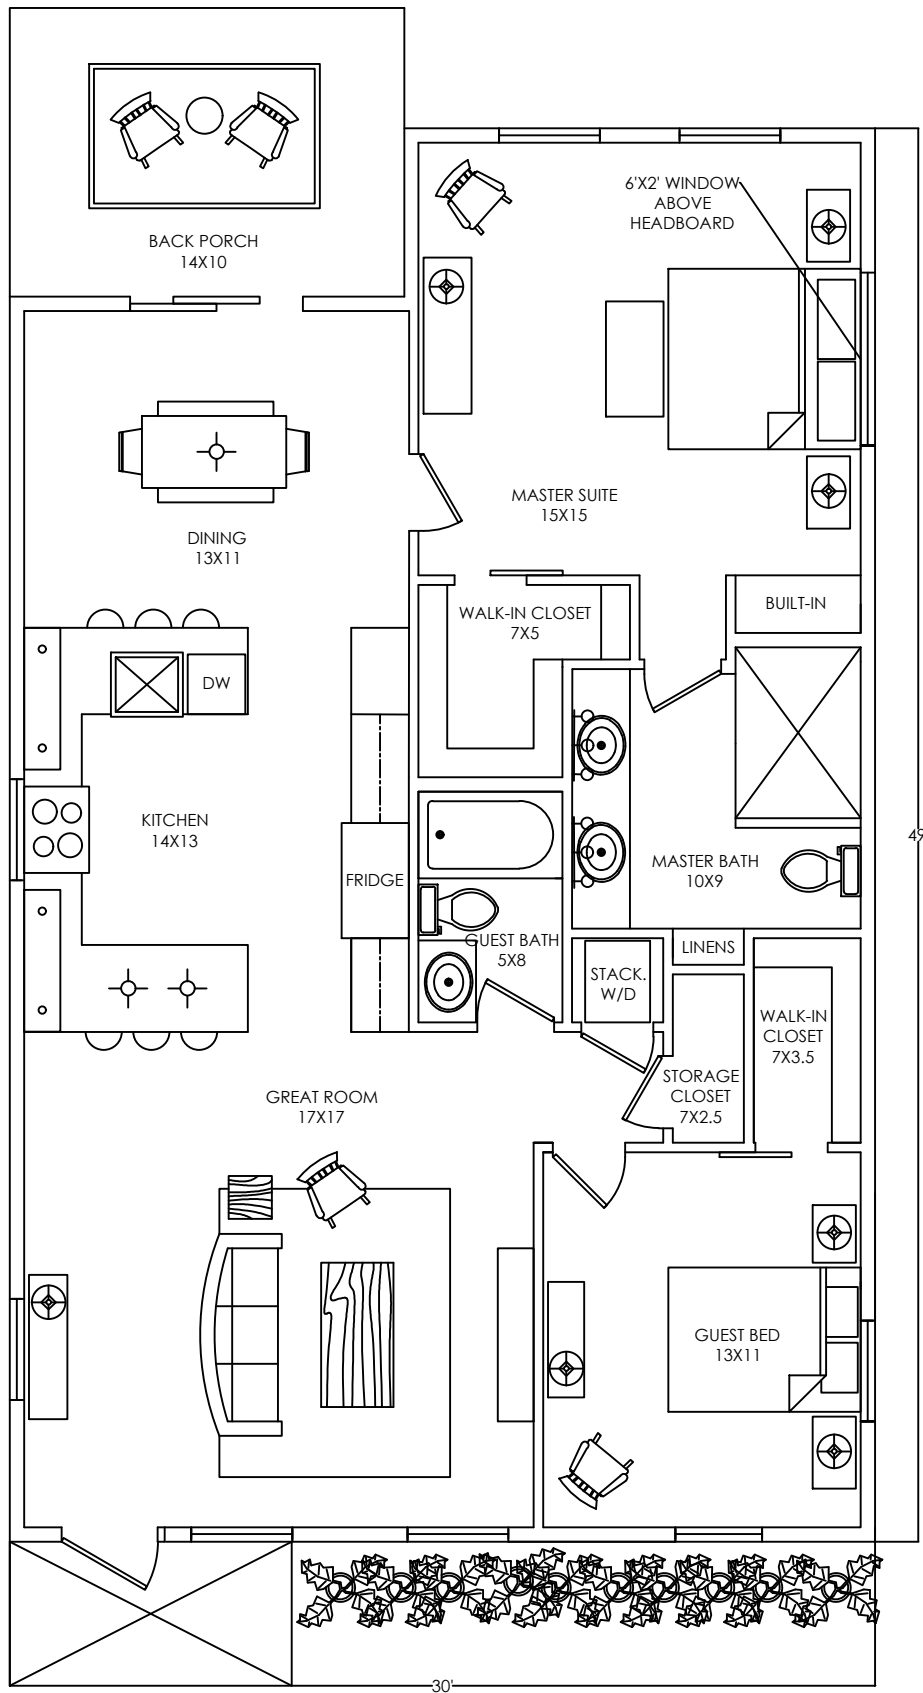 6'X2' WINDOW
ABOVE
HEADBOARD
BACK PORCH
14X10
MASTER SUITE
15X15
DINING
13X11
BUILT-IN
WALK-IN CLOSET
7X5
DW
KITCHEN
14X13
49
MASTER BATH
10X9
FRIDGE
GUEST BATH
5X8
LINENS
STACK.
W/D
WALK-IN
CLOSET
7X3.5
STORAGE
CLOSET
7X2.5
GREAT ROOM
17X17
GUEST BED
13X11
30'